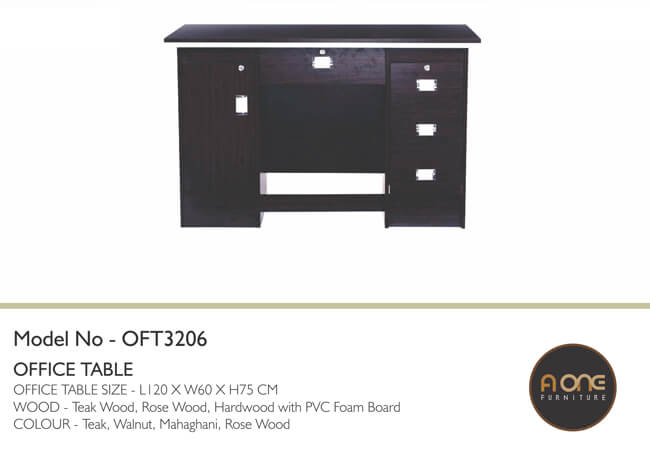 Model No - OFT3206
OFFICE TABLE
OFFICE TABLE SIZE - L120 X W60 X H75 CM
WOOD - Teak Wood, Rose Wood, Hardwood with PVC Foam Board
COLOUR - Teak, Walnut, Mahaghani, Rose Wood
A ONE
FURNITURE